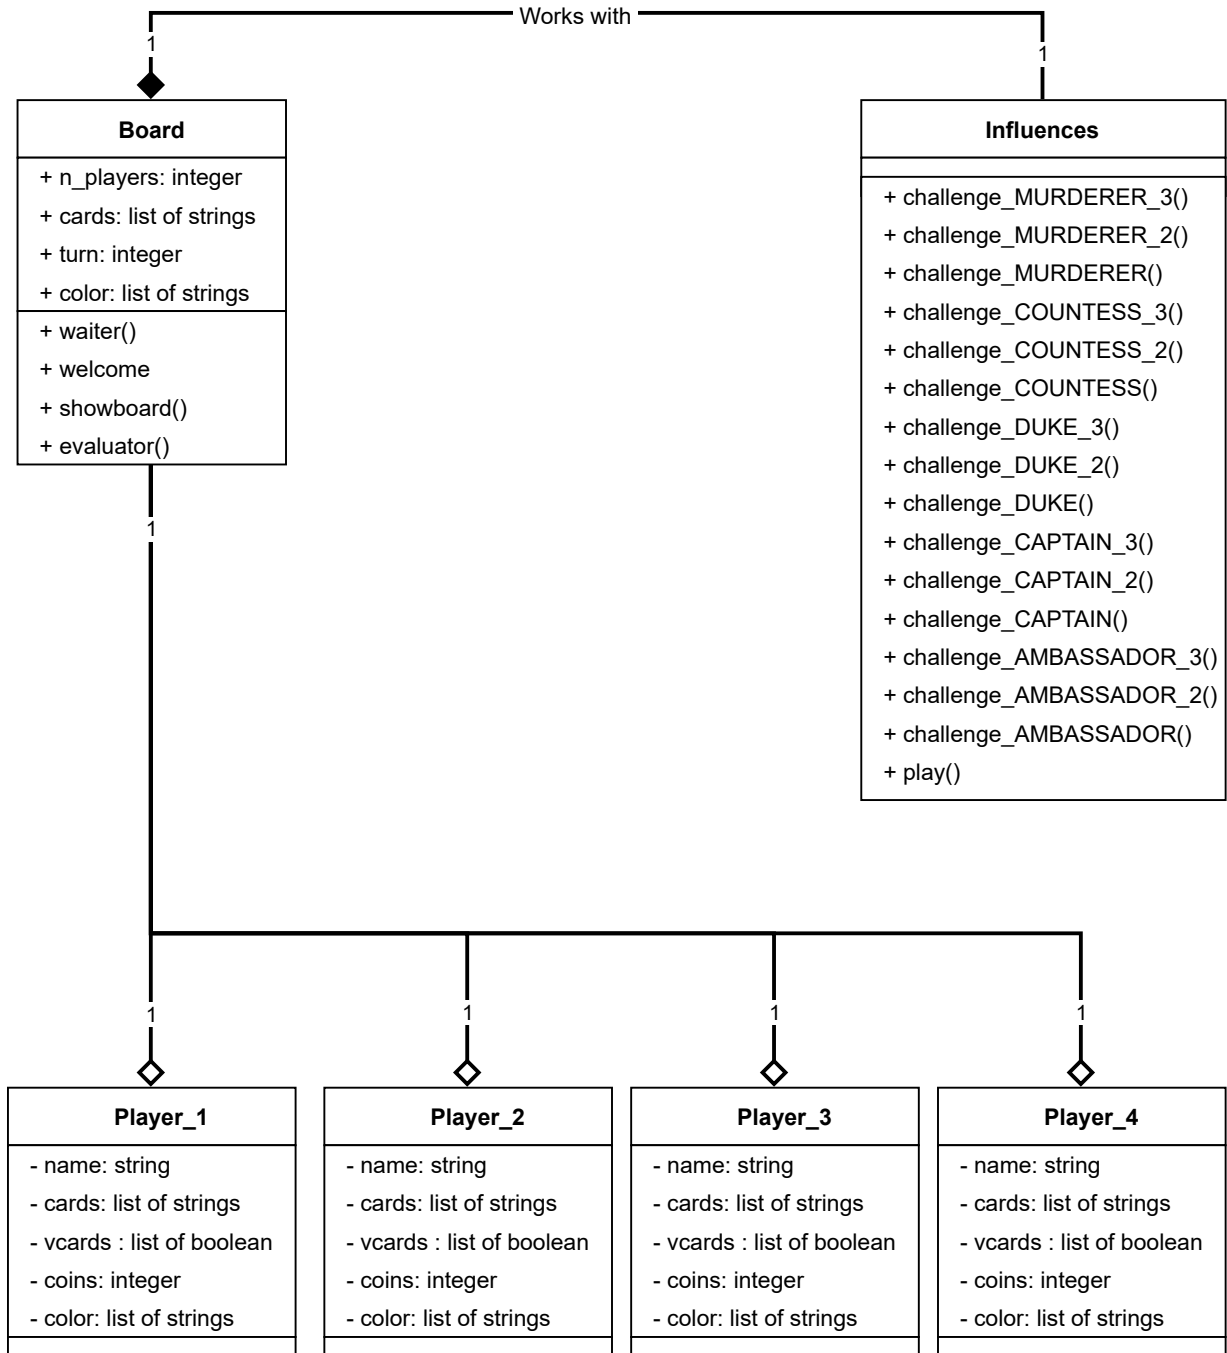 Works with
1
1
Board
+ n_players: integer
+ cards: list of strings
+ turn: integer
+ color: list of strings
+ waiter()
+ welcome
+ showboard()
+ evaluator()
Influences
+ challenge_MURDERER_3()
+ challenge_MURDERER_2()
+ challenge_MURDERER()
+ challenge_COUNTESS_3()
+ challenge_COUNTESS_2()
+ challenge_COUNTESS()
+ challenge_DUKE_3()
+ challenge_DUKE_2()
+ challenge_DUKE()
+ challenge_CAPTAIN_3()
+ challenge_CAPTAIN_2()
+ challenge_CAPTAIN()
+ challenge_AMBASSADOR_3()
+ challenge_AMBASSADOR_2()
+ challenge_AMBASSADOR()
+ play()
1
1
1
1
1
Player_1
- name: string
- cards: list of strings
- vcards : list of boolean
- coins: integer
- color: list of strings
Player_2
- name: string
- cards: list of strings
- vcards : list of boolean
- coins: integer
- color: list of strings
Player_3
- name: string
- cards: list of strings
- vcards : list of boolean
- coins: integer
- color: list of strings
Player_4
- name: string
- cards: list of strings
- vcards : list of boolean
- coins: integer
- color: list of strings